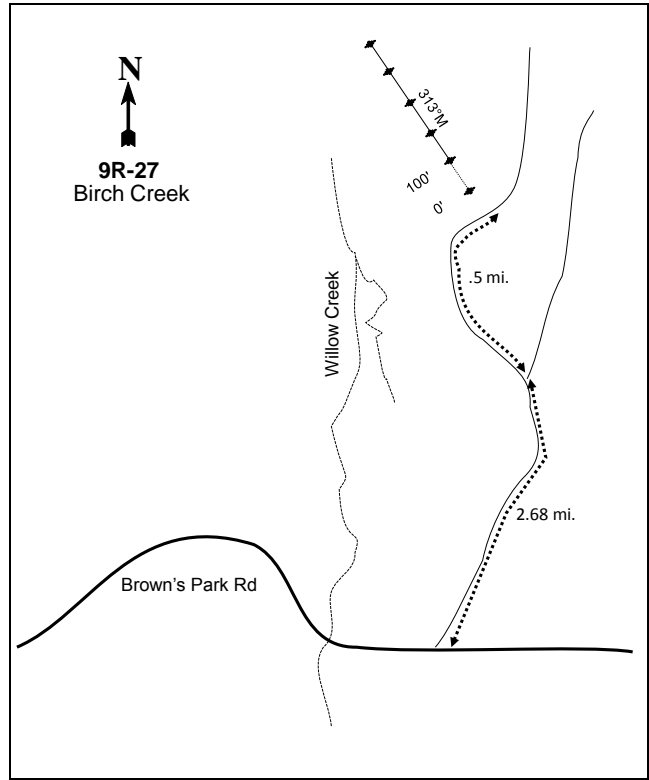 N
9R-27
Birch Creek
313°M
100'
0'
.5 mi.
Willow Creek
2.68 mi.
Brown's Park Rd